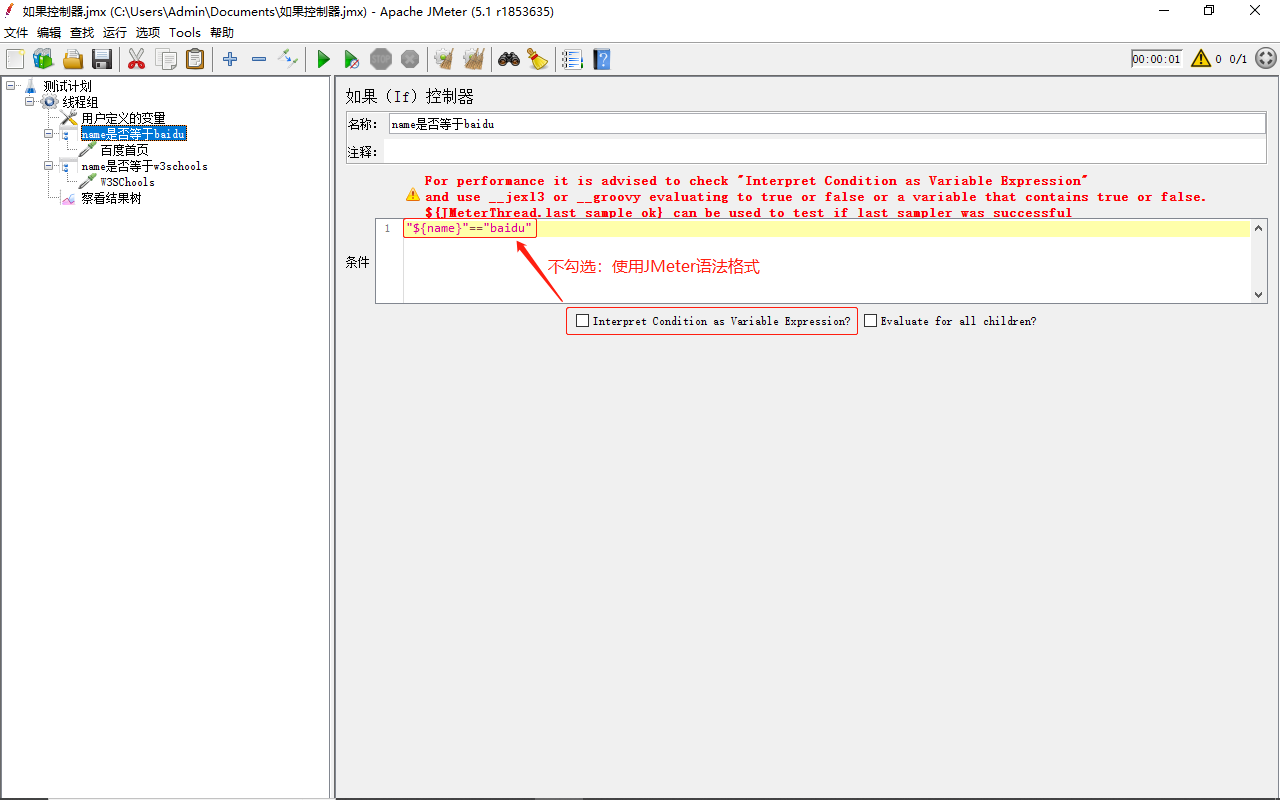 如果控制器.jmx (C:\Users\Admin\Documents\如果控制器.jmx) - Apache JMeter (5.1 r1853635)
文件 编辑 查找 运行 选项 Tools 帮助
STOP
00:00:01 0 0/1
测试计划
线程组
用户定义的变量
name是否等于baidu
百度首页
name是否等于w3schools
W3SChools
察看结果树
如果（If）控制器
名称: name是否等于baidu
注释:
For performance it is advised to check "Interpret Condition as Variable Expression"
and use __jexl3 or __groovy evaluating to true or false or a variable that contains true or false.
${JMeterThread.last_sample_ok} can be used to test if last sampler was successful
1 "${name}"=="baidu"
条件
不勾选：使用JMeter语法格式
Interpret Condition as Variable Expression? Evaluate for all children?